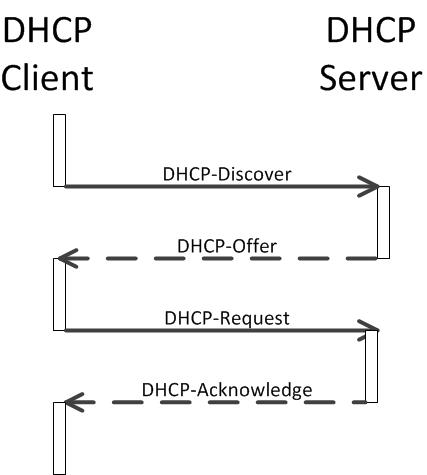 DHCP Client
DHCP Server
DHCP-Discover
DHCP-Offer
DHCP-Request
DHCP-Acknowledge